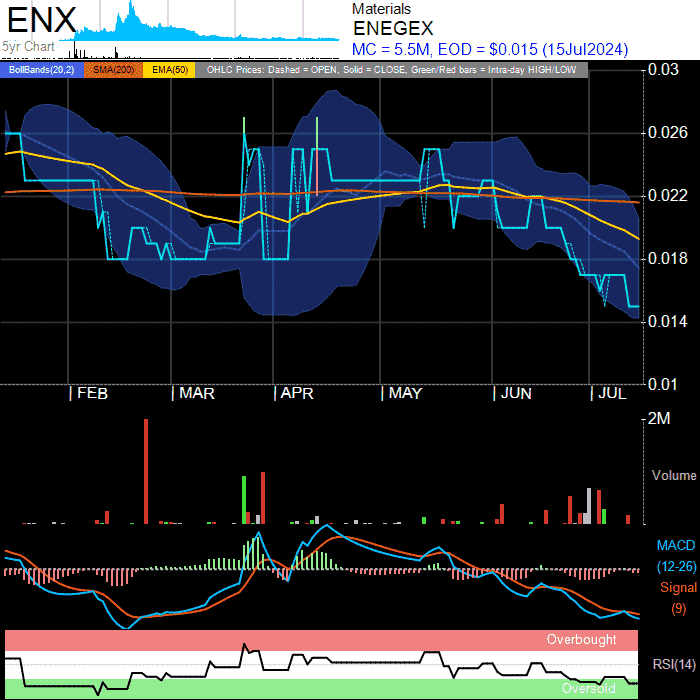 ENX
5yr Chart
Materials
ENEGEX
MC = 5.5M, EOD = $0.015 (15Jul2024)
BollBands(20,2) SMA(200) EMA(50) OHLC Prices: Dashed = OPEN, Solid = CLOSE, Green/Red bars = Intra-day HIGH/LOW
0.03
0.026
0.022
0.018
0.014
0.01
| FEB | MAR | APR | MAY | JUN | JUL
2M
Volume
MACD
(12-26)
Signal
(9)
Overbought
RSI(14)
Oversold